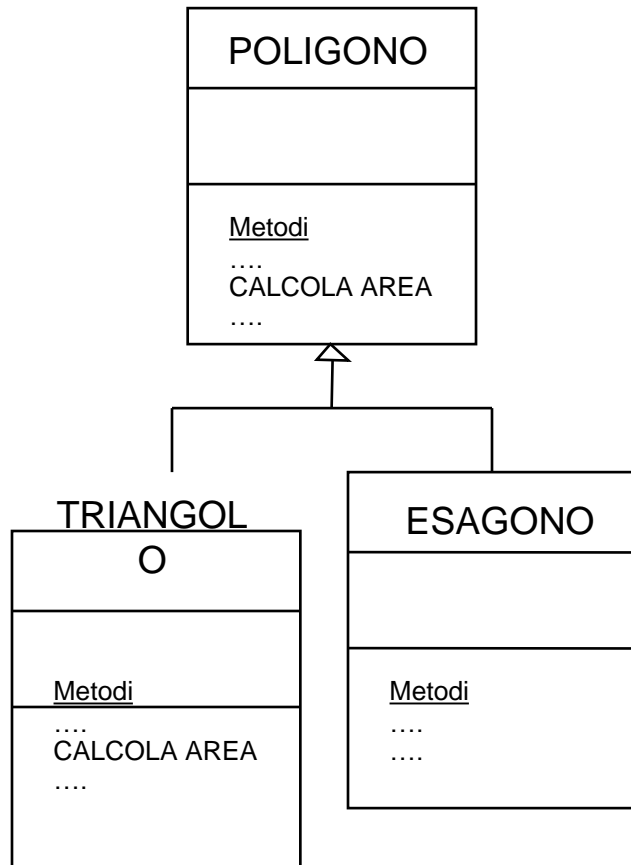 POLIGONO
Metodi
….
CALCOLA AREA
….
TRIANGOL
O
Metodi
….
CALCOLA AREA
….
ESAGONO
Metodi
….
….